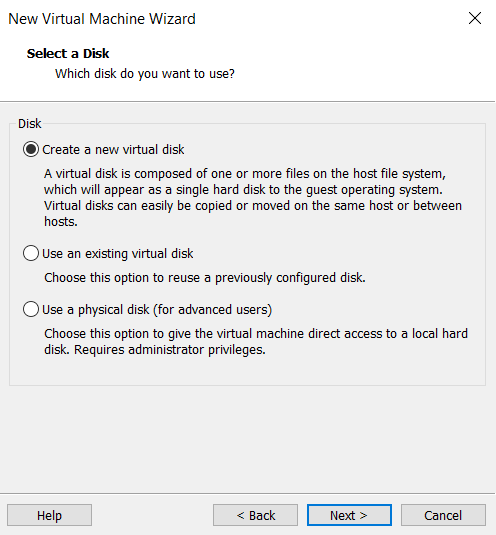 New Virtual Machine Wizard
Select a Disk
Which disk do you want to use?
Disk
Create a new virtual disk
A virtual disk is composed of one or more files on the host file system,
which will appear as a single hard disk to the guest operating system.
Virtual disks can easily be copied or moved on the same host or between
hosts.
Use an existing virtual disk
Choose this option to reuse a previously configured disk.
Use a physical disk (for advanced users)
Choose this option to give the virtual machine direct access to a local hard
disk. Requires administrator privileges.
Help
< Back
Next >
Cancel